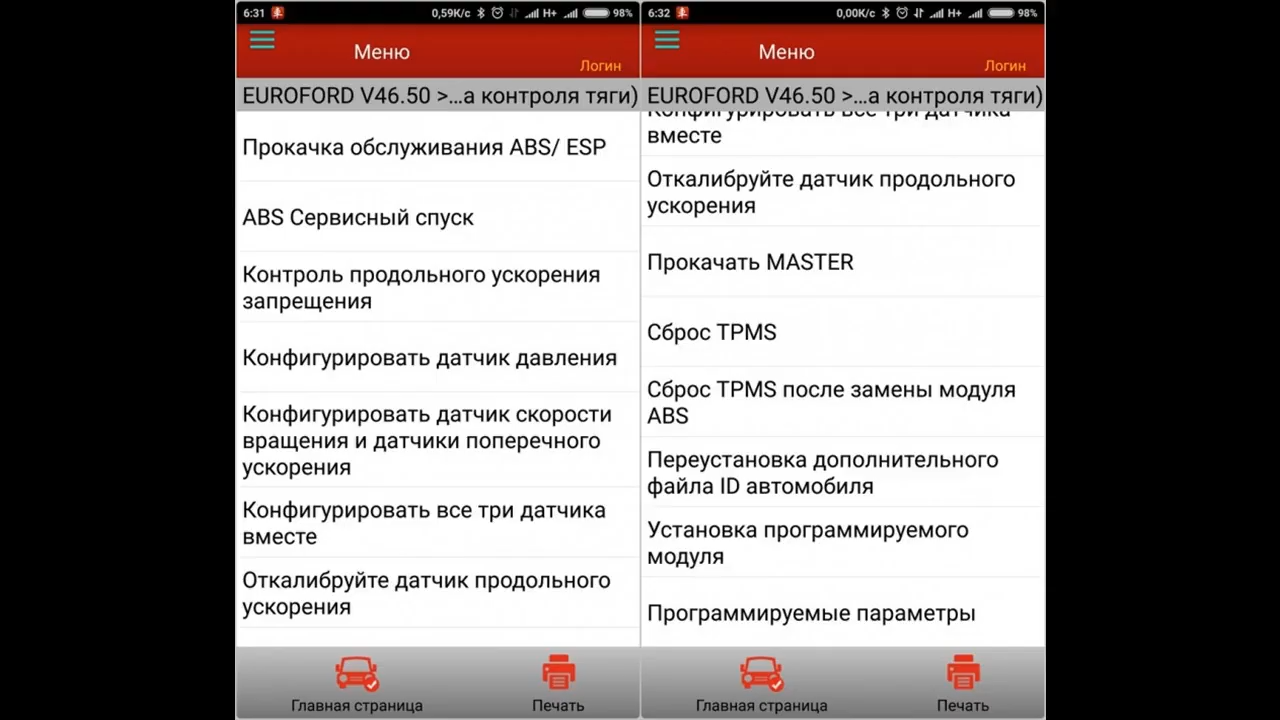 6:31
0,59K/c
H+
98%
Меню
Логин
EUROFORD V46.50 >...а контроля тяги)
Прокачка обслуживания ABS/ ESP
ABS Сервисный спуск
Контроль продольного ускорения
запрещения
Конфигурировать датчик давления
Конфигурировать датчик скорости
вращения и датчики поперечного
ускорения
Конфигурировать все три датчика
вместе
Откалибруйте датчик продольного
ускорения
Главная страница
Печать
6:32
0,00K/c
H+
98%
Меню
Логин
EUROFORD V46.50 >...а контроля тяги)
Конфигурировать все три датчика
вместе
Откалибруйте датчик продольного
ускорения
Прокачать MASTER
Сброс TPMS
Сброс TPMS после замены модуля
ABS
Переустановка дополнительного
файла ID автомобиля
Установка программируемого
модуля
Программируемые параметры
Главная страница
Печать